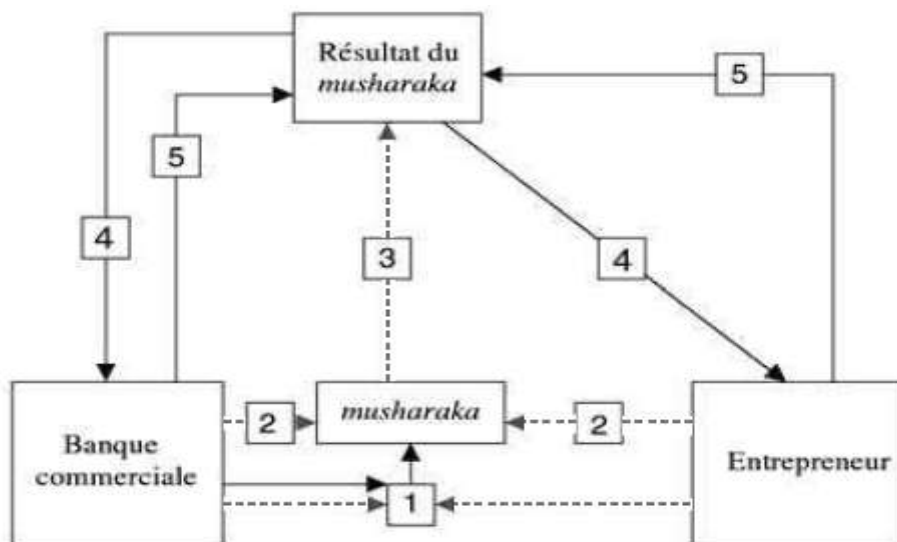 Résultat du
musharaka
5
5
4
4
3
musharaka
2
2
Banque
commerciale
Entrepreneur
1